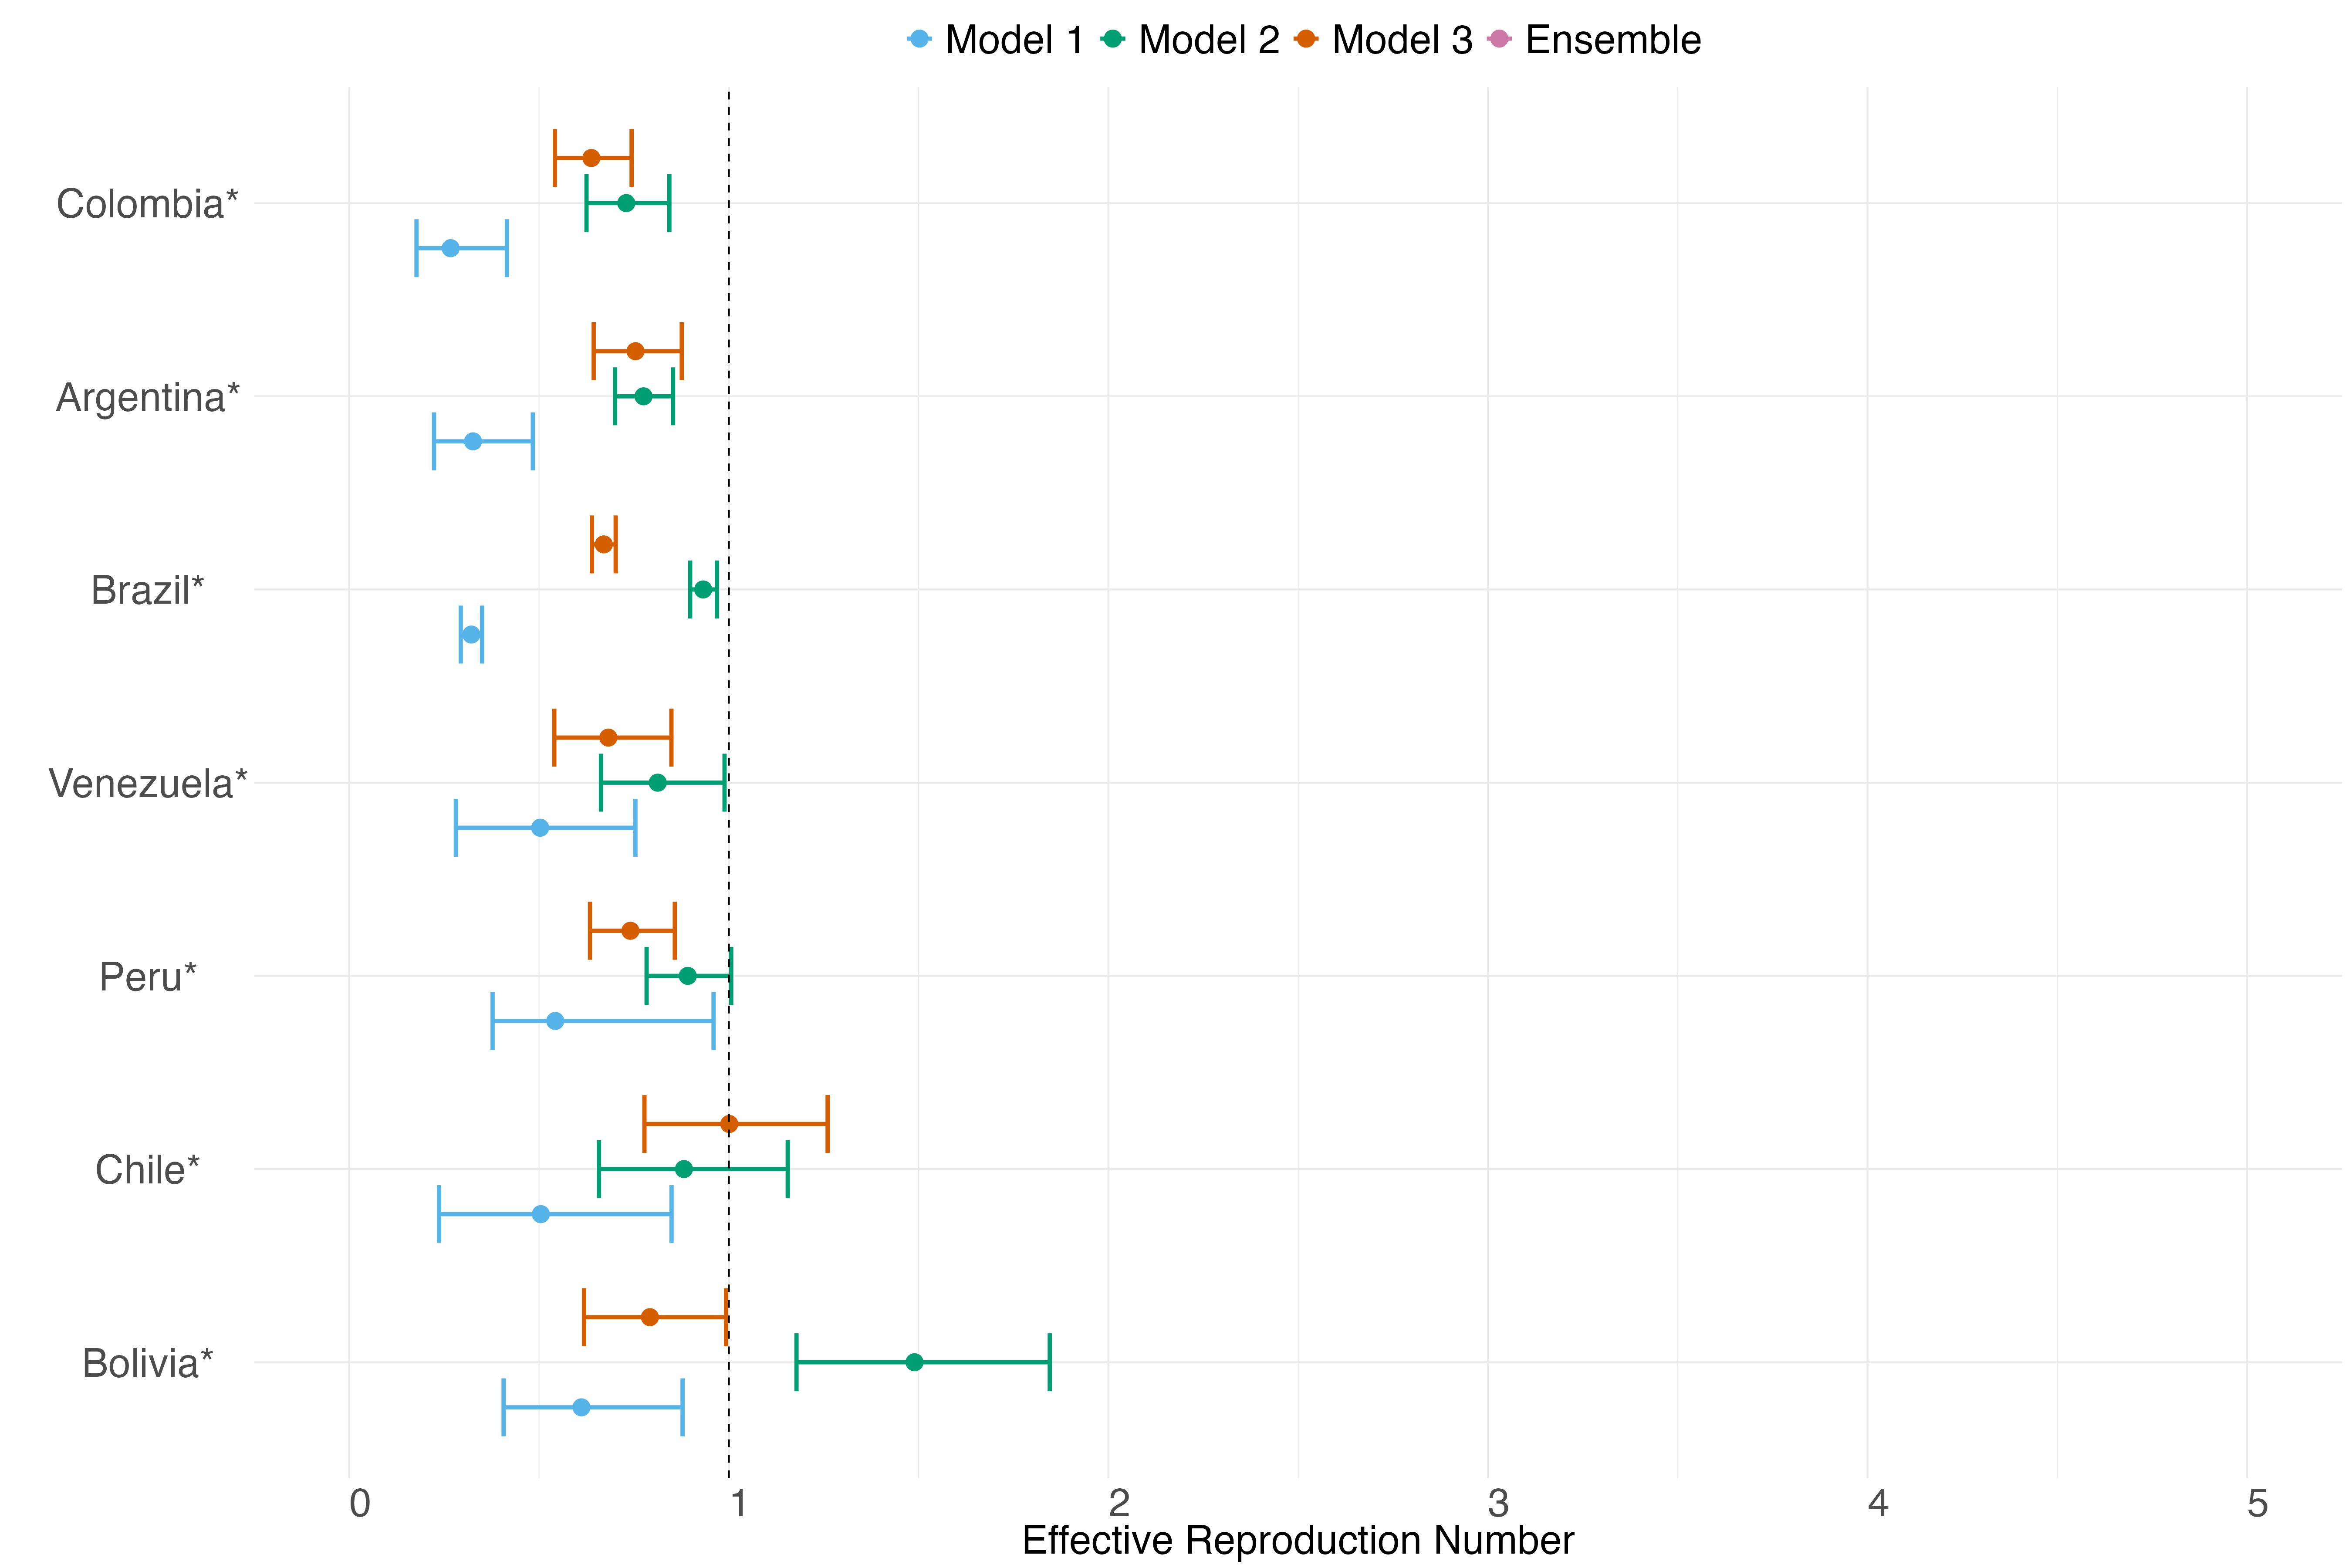 Model 1 Model 2 Model 3 Ensemble
Colombia*
Argentina*
Brazil*
Venezuela*
Peru*
Chile*
Bolivia*
0 1 2 3 4 5
Effective Reproduction Number